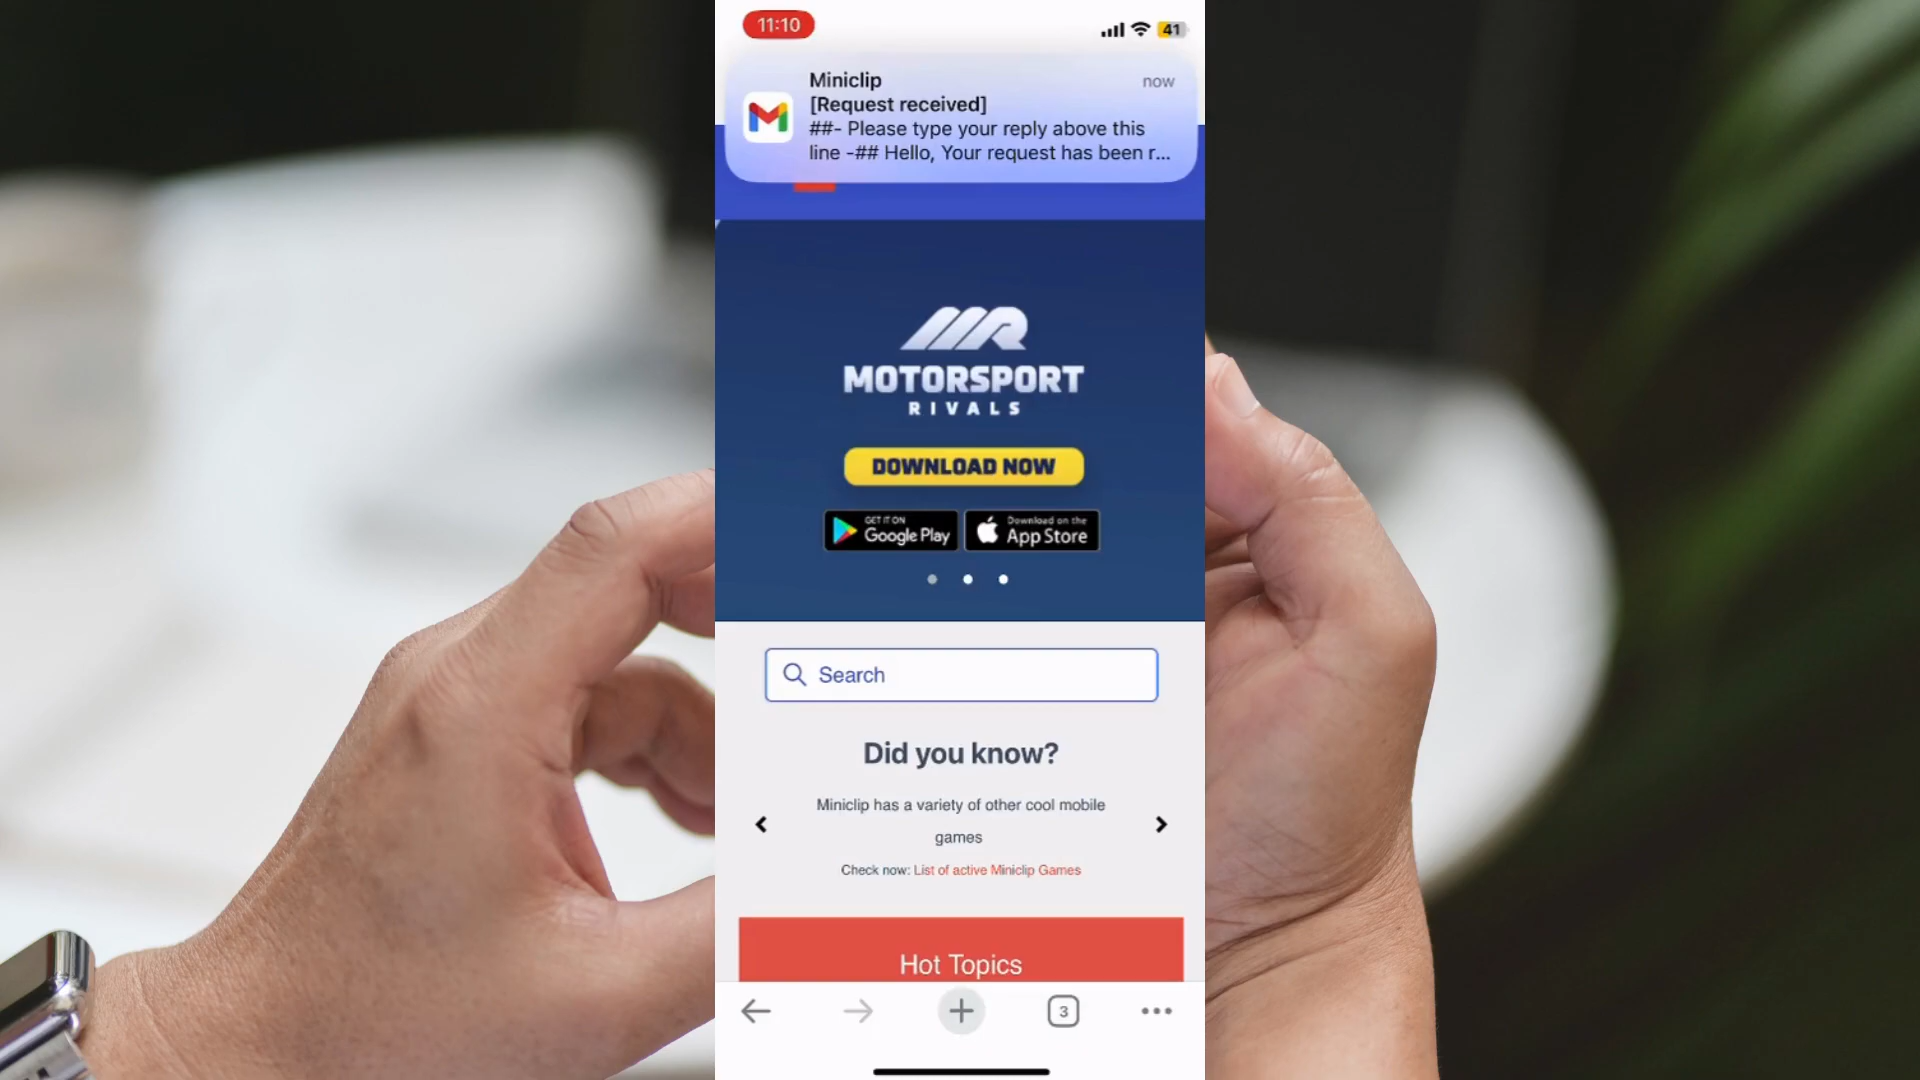 11:10
41
Miniclip
now
[Request received]
##- Please type your reply above this
line -## Hello, Your request has been r...
MOTORSPORT
RIVALS
DOWNLOAD NOW
GET IT ON
Google Play
Download on the
App Store
Search
Did you know?
Miniclip has a variety of other cool mobile
games
Check now: List of active Miniclip Games
Hot Topics
3